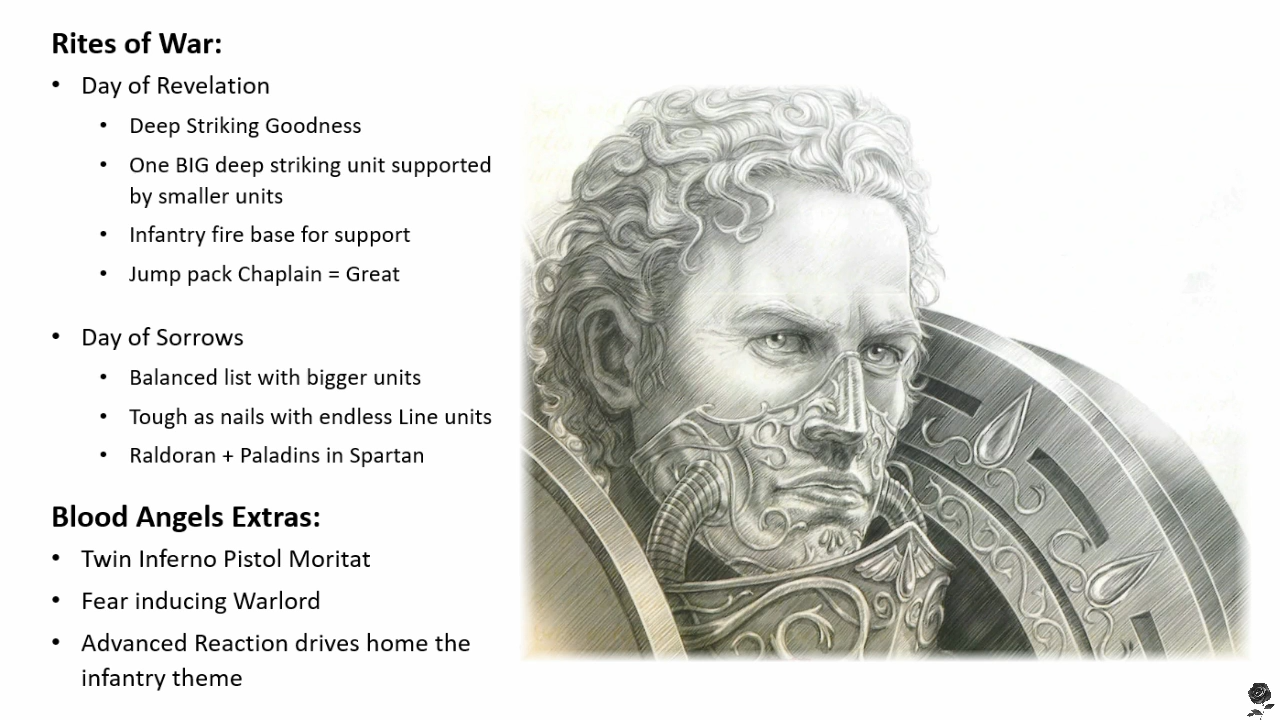 Rites of War:
• Day of Revelation
• Deep Striking Goodness
• One BIG deep striking unit supported
by smaller units
• Infantry fire base for support
• Jump pack Chaplain = Great
• Day of Sorrows
• Balanced list with bigger units
• Tough as nails with endless Line units
• Raldoran + Paladins in Spartan
Blood Angels Extras:
• Twin Inferno Pistol Moritat
• Fear inducing Warlord
• Advanced Reaction drives home the
infantry theme